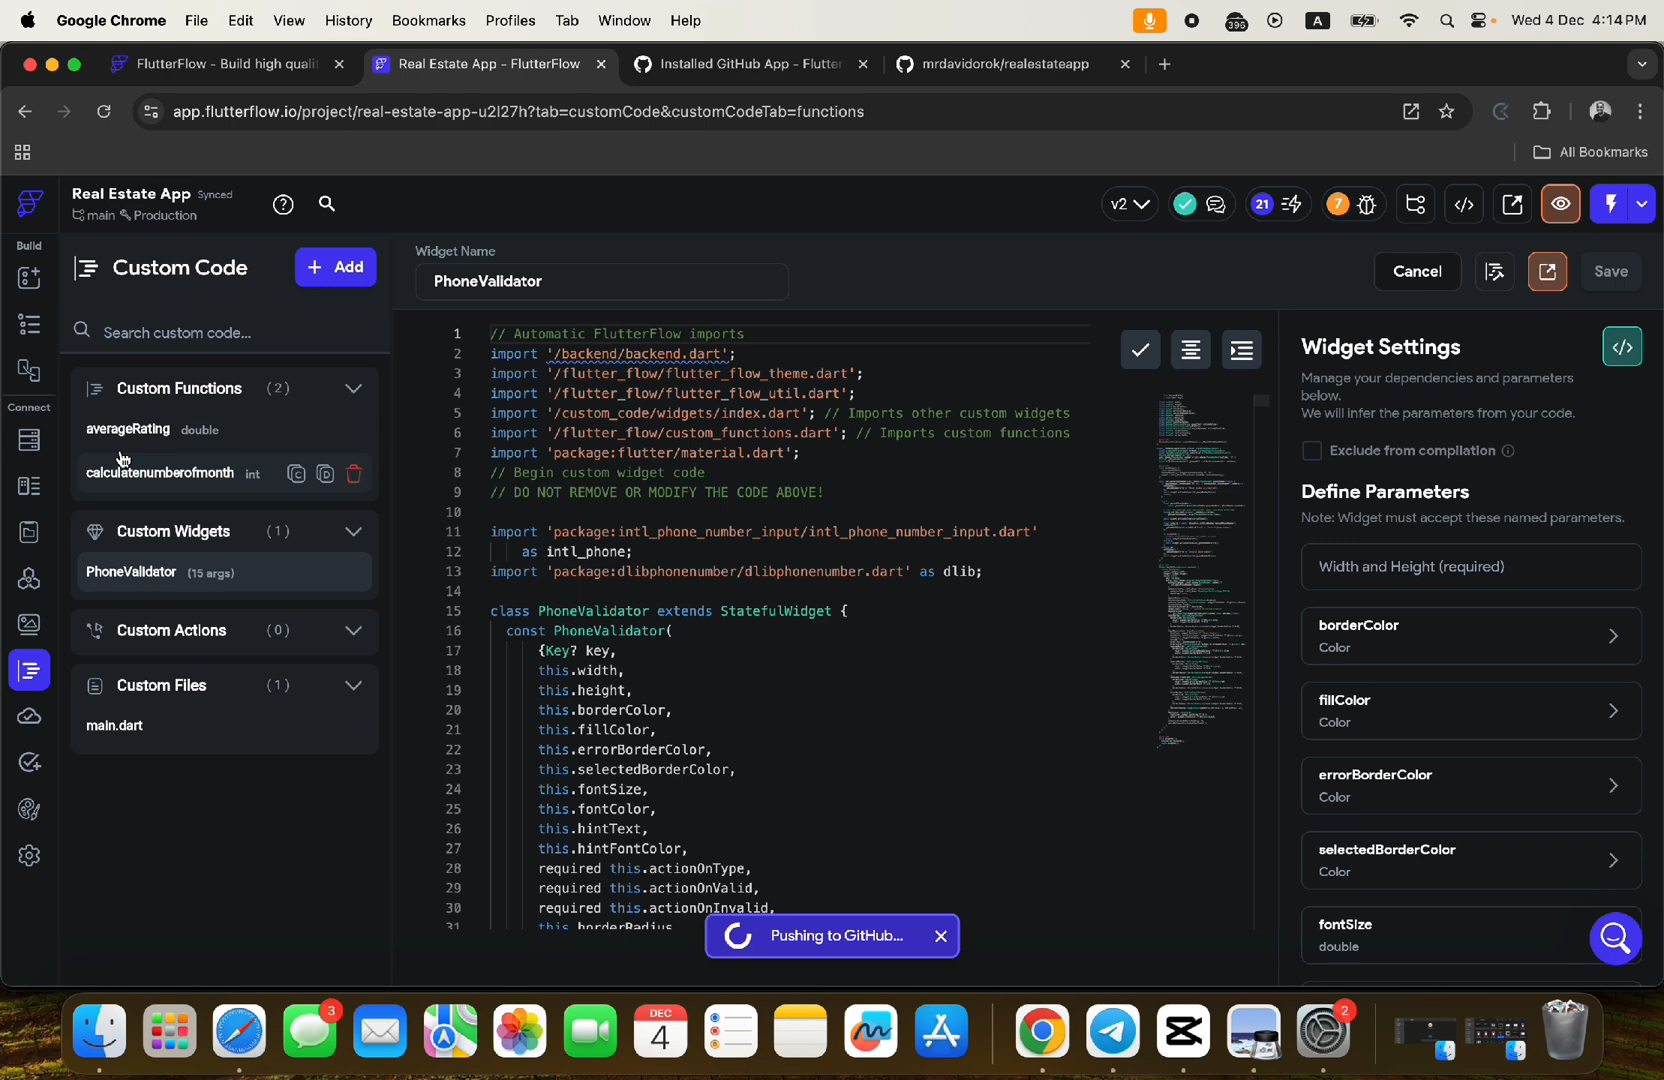 Google Chrome File Edit View History Bookmarks Profiles Tab Window Help 396 A Wed 4 Dec 4:14 PM
FlutterFlow - Build high qualit Real Estate App - FlutterFlow Installed GitHub App - Flutter mrdavidorok/realestateapp
app.flutterflow.io/project/real-estate-app-u2l27h?tab=customCode&customCodeTab=functions
All Bookmarks
Real Estate App Synced
main Production
v2 21 7
Build
Connect
Custom Code
+ Add
Search custom code...
Custom Functions (2)
averageRating double
calculatenumberofmonth int
Custom Widgets (1)
PhoneValidator (15 args)
Custom Actions (0)
Custom Files (1)
main.dart
Widget Name
PhoneValidator
Cancel
Save
1 // Automatic FlutterFlow imports
2 import '/backend/backend.dart';
3 import '/flutter_flow/flutter_flow_theme.dart';
4 import '/flutter_flow/flutter_flow_util.dart';
5 import '/custom_code/widgets/index.dart'; // Imports other custom widgets
6 import '/flutter_flow/custom_functions.dart'; // Imports custom functions
7 import 'package:flutter/material.dart';
8 // Begin custom widget code
9 // DO NOT REMOVE OR MODIFY THE CODE ABOVE!
10
11 import 'package:intl_phone_number_input/intl_phone_number_input.dart'
12 as intl_phone;
13 import 'package:dlibphonenumber/dlibphonenumber.dart' as dlib;
14
15 class PhoneValidator extends StatefulWidget {
16 const PhoneValidator(
17 {Key? key,
18 this.width,
19 this.height,
20 this.borderColor,
21 this.fillColor,
22 this.errorBorderColor,
23 this.selectedBorderColor,
24 this.fontSize,
25 this.fontColor,
26 this.hintText,
27 this.hintFontColor,
28 required this.actionOnType,
29 required this.actionOnValid,
30 required this.actionOnInvalid,
31 this.borderRadius
Pushing to GitHub...
Widget Settings
Manage your dependencies and parameters
below.
We will infer the parameters from your code.
Exclude from compilation
Define Parameters
Note: Widget must accept these named parameters.
Width and Height (required)
borderColor
Color
fillColor
Color
errorBorderColor
Color
selectedBorderColor
Color
fontSize
double
3
DEC
4
2